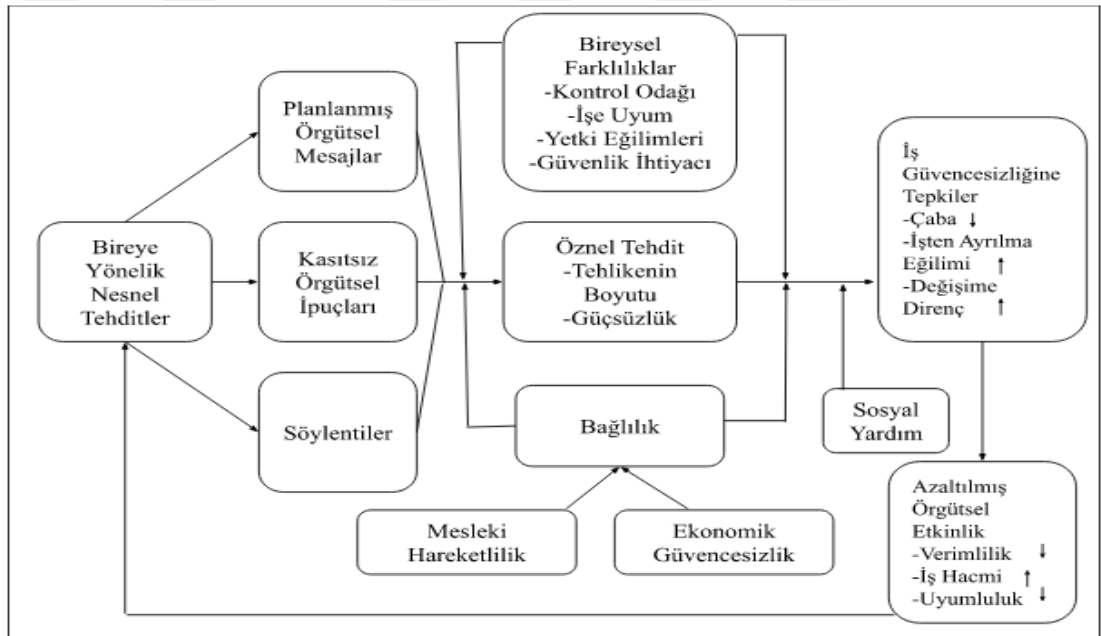 Bireye
Yönelik
Nesnel
Tehditler
Planlanmış
Örgütsel
Mesajlar
Kasıtsız
Örgütsel
İpuçları
Söylentiler
Bireysel
Farklılıklar
-Kontrol Odağı
-İşe Uyum
-Yetki Eğilimleri
-Güvenlik İhtiyacı
Öznel Tehdit
-Tehlikenin
Boyutu
-Güçsüzlük
Bağlılık
Mesleki
Hareketlilik
Ekonomik
Güvencesizlik
Sosyal
Yardım
İş
Güvencesizliğine
Tepkiler
-Çaba ↓
-İşten Ayrılma
Eğilimi ↑
-Değişime
Direnç ↑
Azaltılmış
Örgütsel
Etkinlik
-Verimlilik ↓
-İş Hacmi ↑
-Uyumluluk ↓